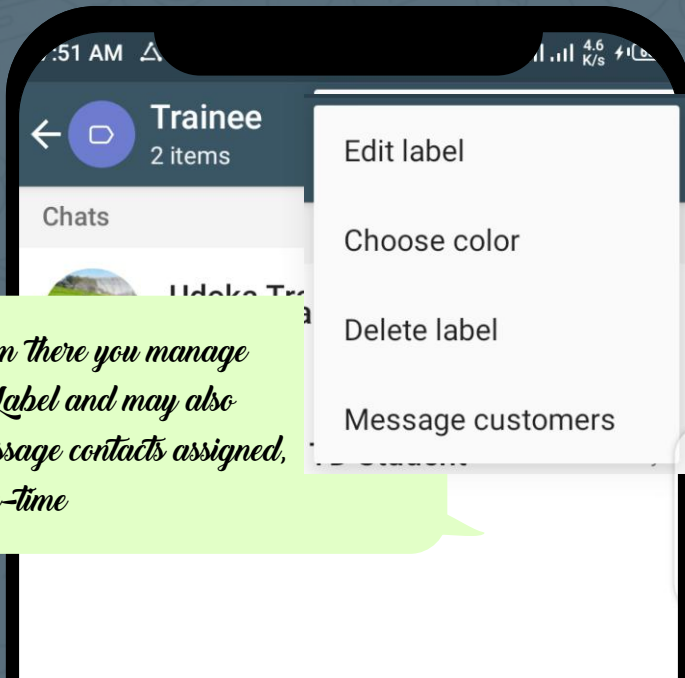 :51 AM
4.6
K/s
Trainee
2 items
Edit label
Choose color
Delete label
Message customers
Chats
there you manage
Label and may also
contacts assigned,
-time